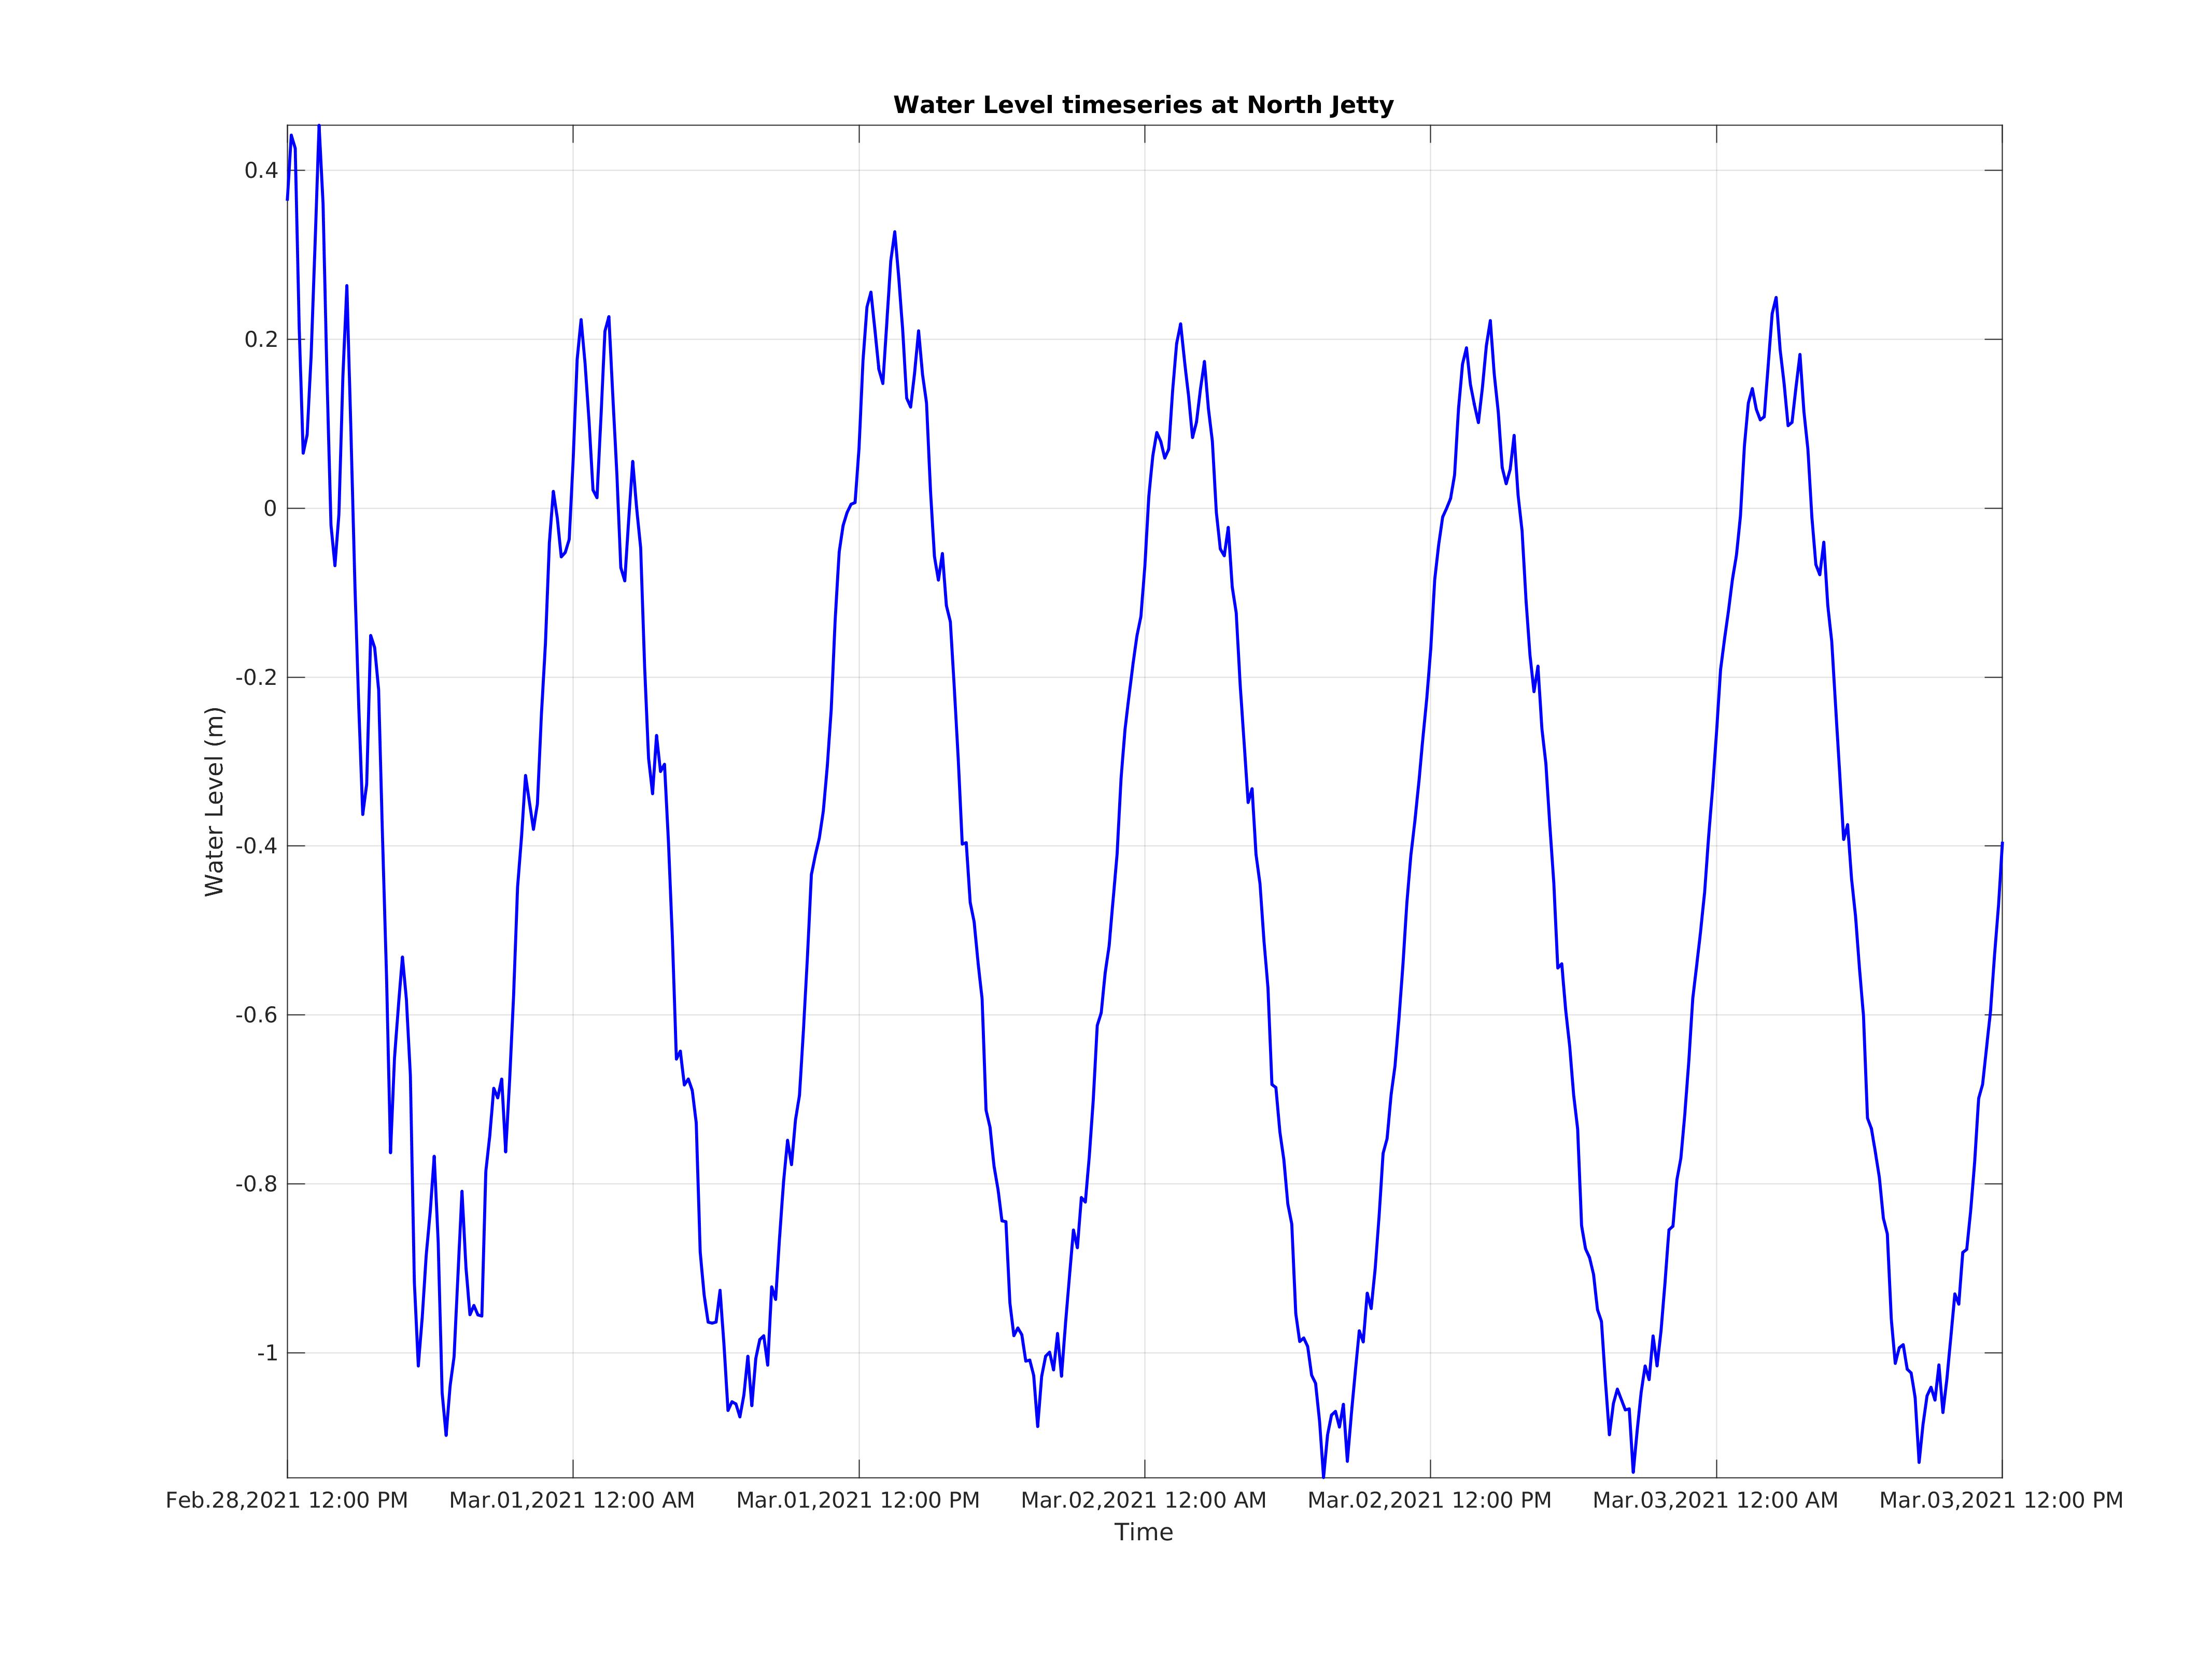 Water Level timeseries at North Jetty
0.4
0.2
0
-0.2
-0.4
-0.6
-0.8
-1
Water Level (m)
Feb.28,2021 12:00 PM Mar.01,2021 12:00 AM Mar.01,2021 12:00 PM Mar.02,2021 12:00 AM Mar.02,2021 12:00 PM Mar.03,2021 12:00 AM Mar.03,2021 12:00 PM
Time